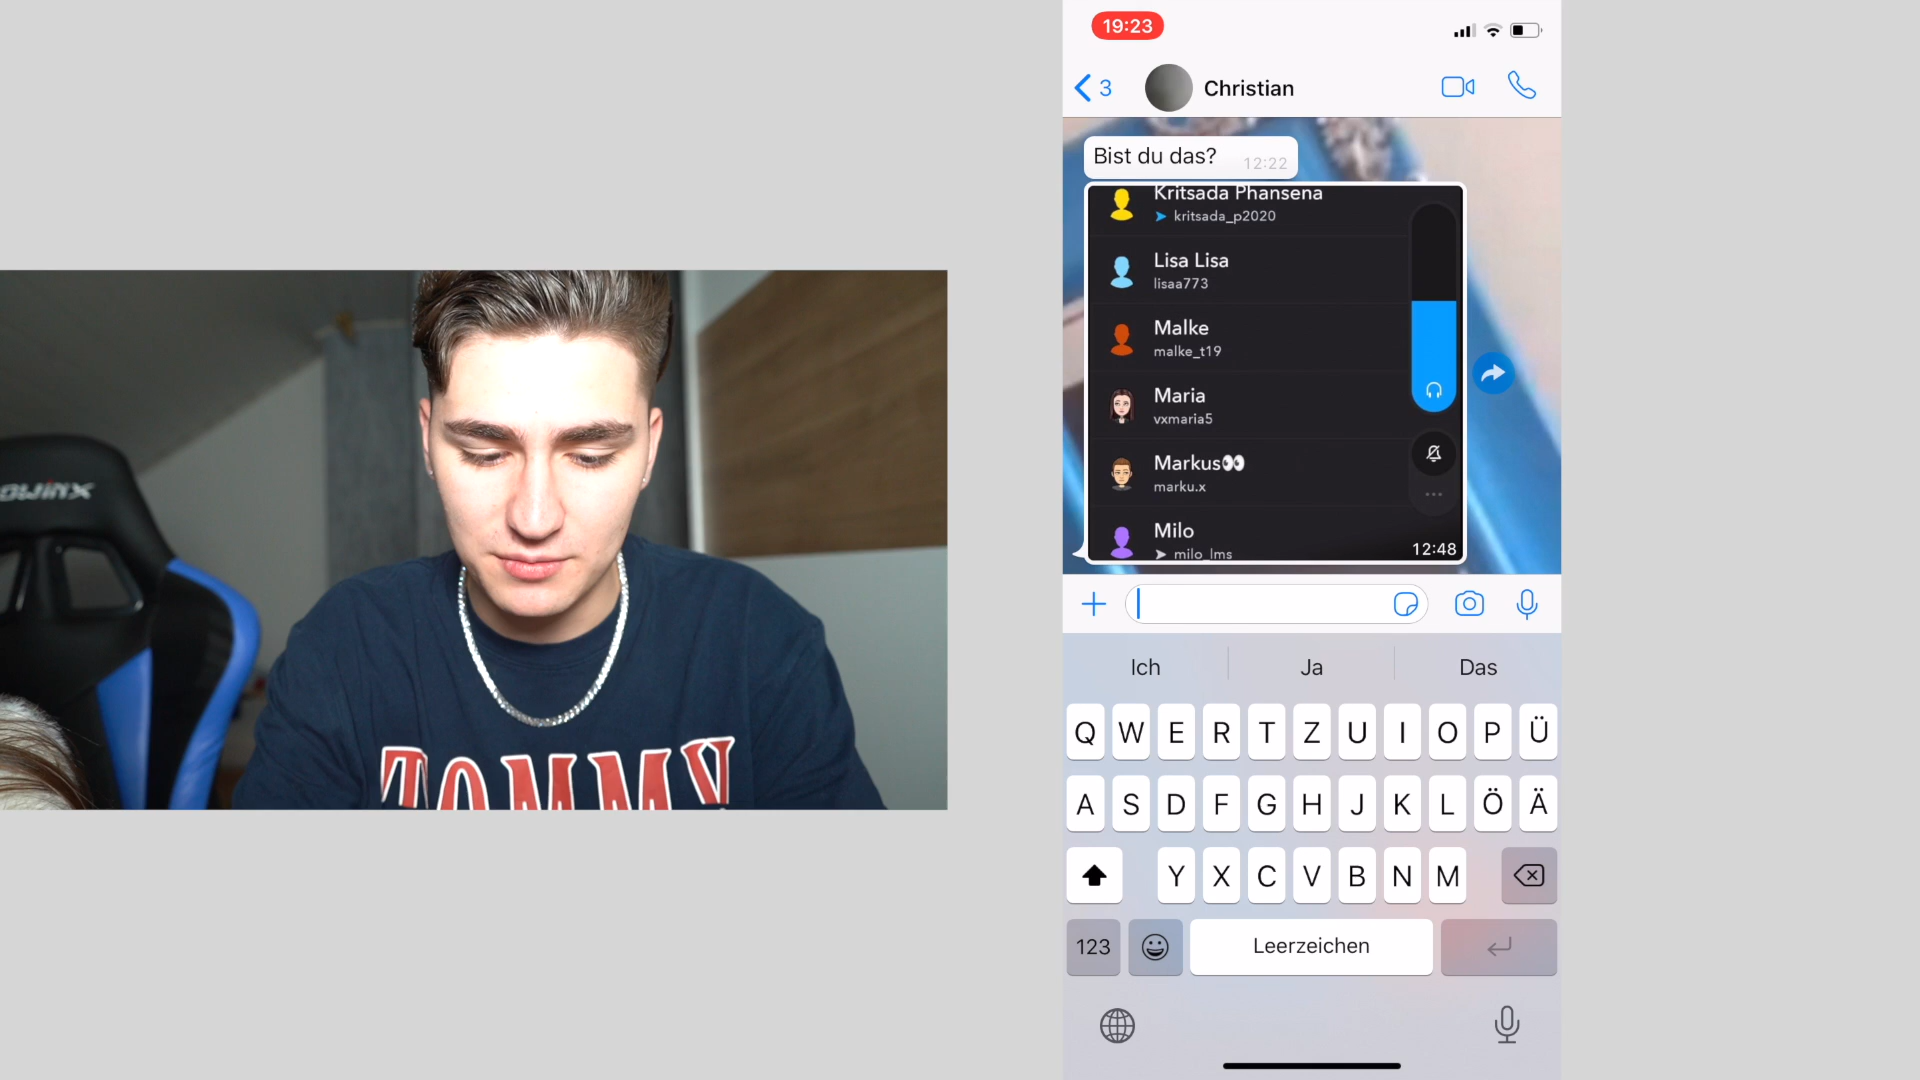 19:23
3
Christian
Bist du das?
12:22
Kritsada Phansena
kritsada_p2020
Lisa Lisa
lisaa773
Malke
malke_t19
Maria
vxmaria5
Markus👀
marku.x
Milo
milo_lms
12:48
Ich Ja Das
Q W E R T Z U I O P Ü
A S D F G H J K L Ö Ä
Y X C V B N M
123
Leerzeichen
TOMMY